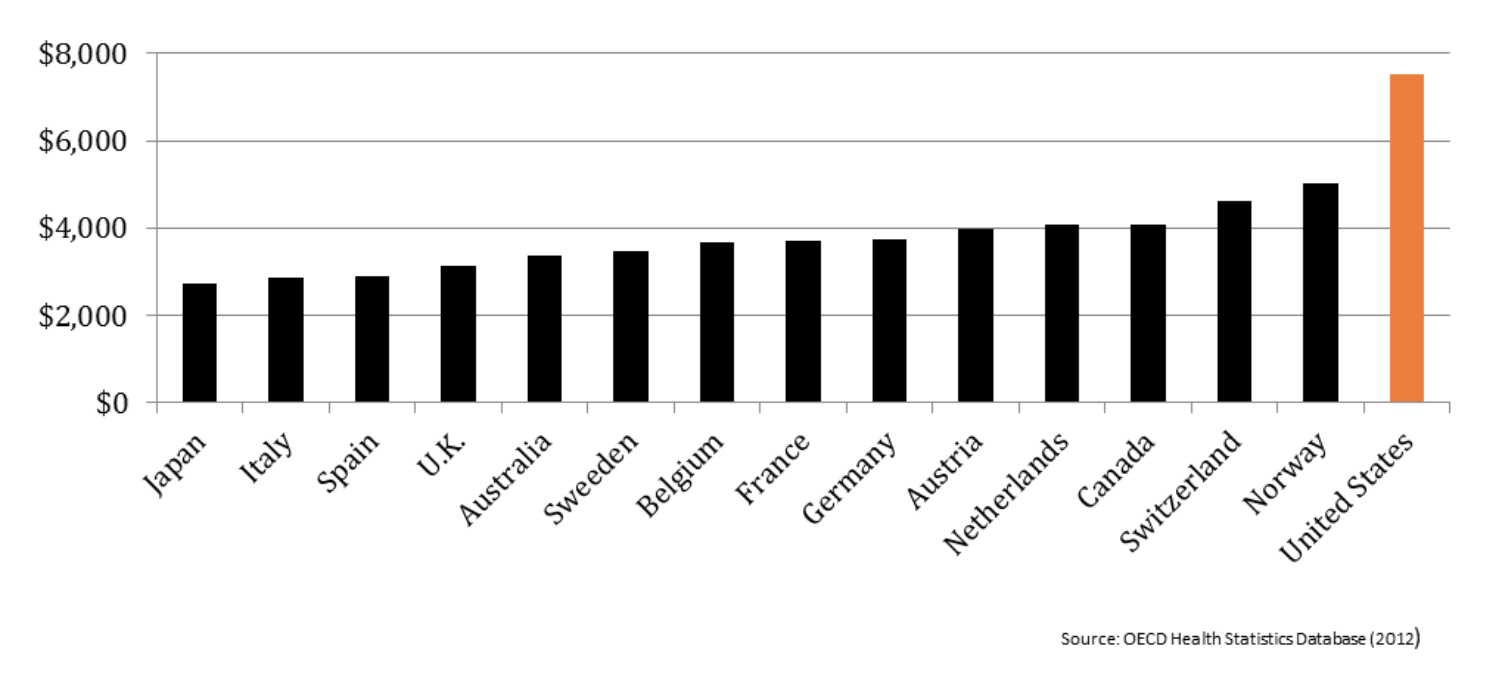 $8,000
$6,000
$4,000
$2,000
$0
Japan
Italy
Spain
U.K.
Australia
Sweeden
Belgium
France
Germany
Austria
Netherlands
Canada
Switzerland
Norway
United States
Source: OECD Health Statistics Database (2012)